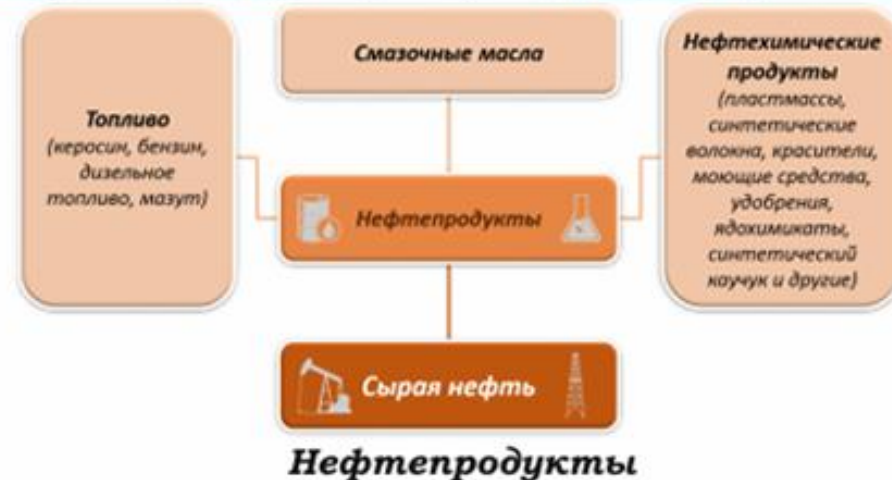 Топливо
(керосин, бензин,
дизельное
топливо, мазут)
Смазочные масла
Нефтехимические
продукты
(пластмассы,
синтетические
волокна, красители,
моющие средства,
удобрения,
ядохимикаты,
синтетический
каучук и другие)
Нефтепродукты
Сырая нефть
Нефтепродукты